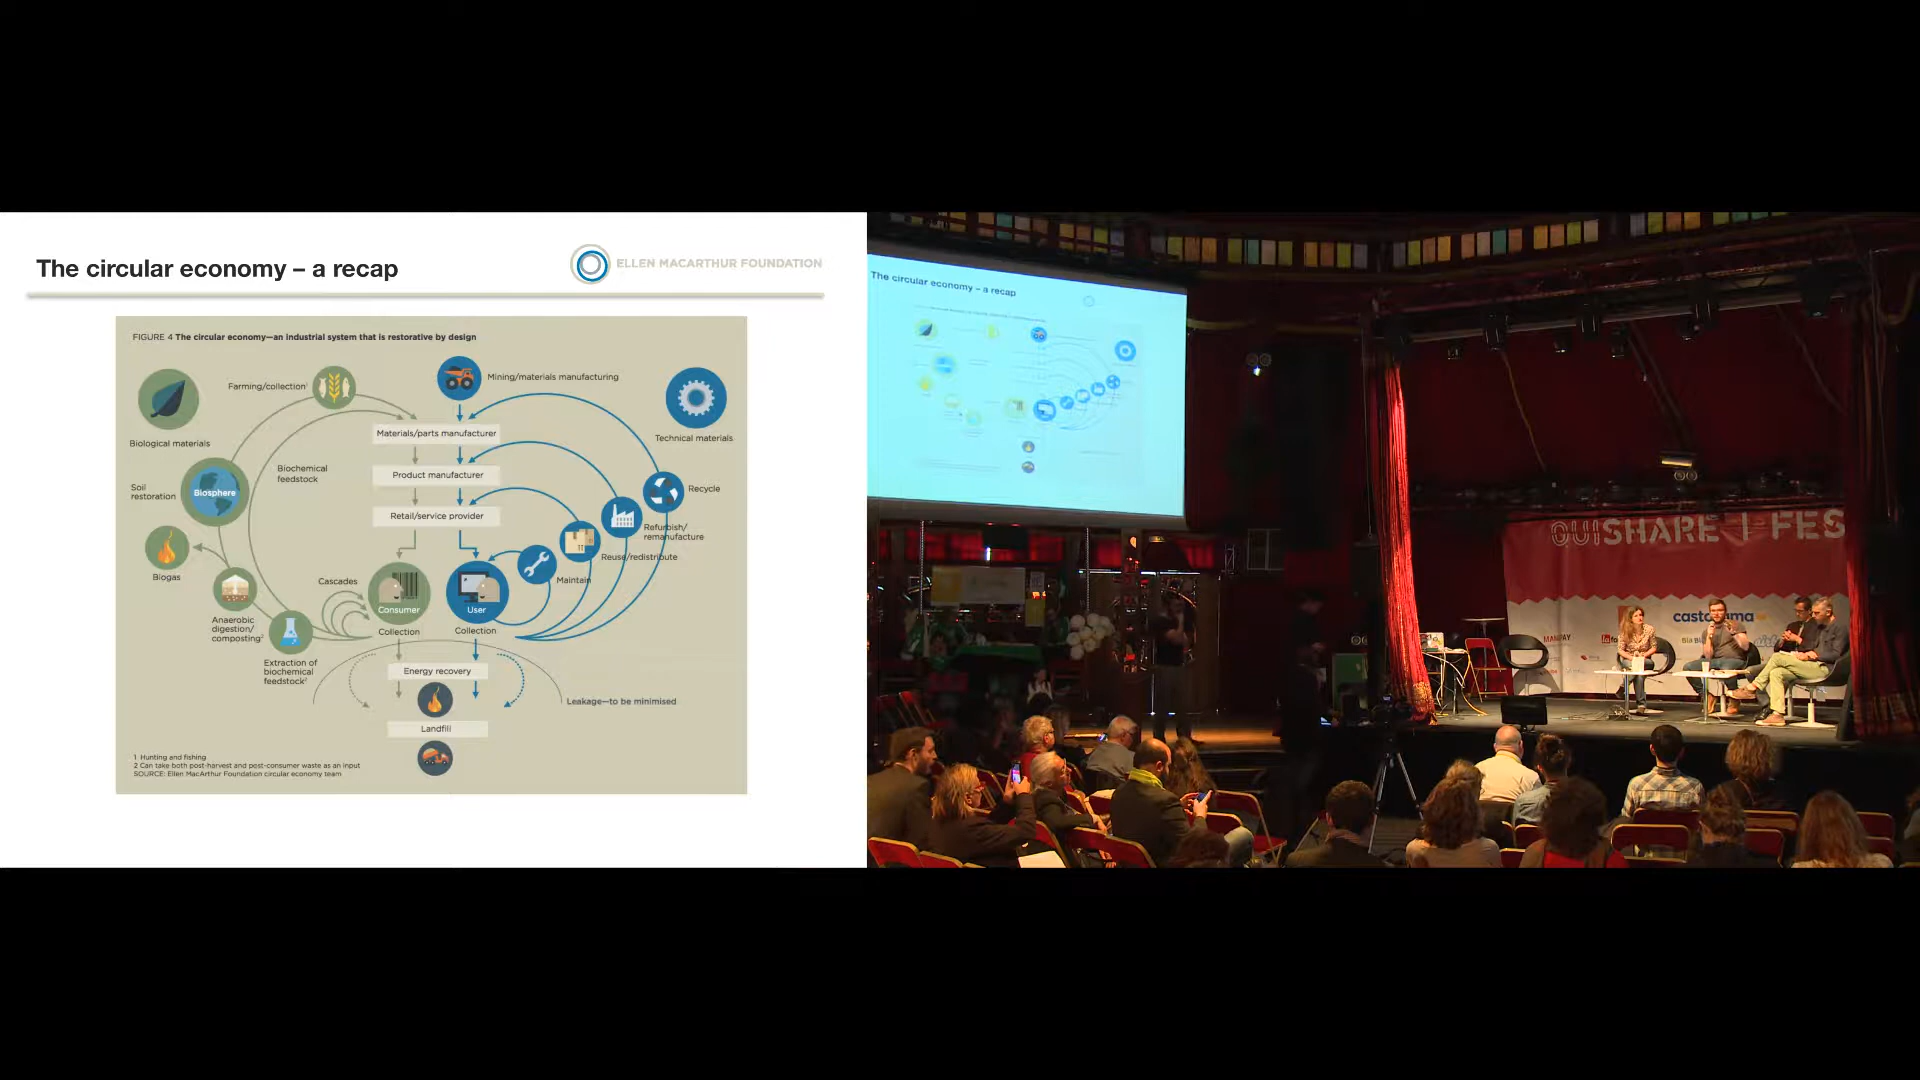 The circular economy – a recap
ELLEN MACARTHUR FOUNDATION
FIGURE 4 The circular economy—an industrial system that is restorative by design
Farming/collection¹
Mining/materials manufacturing
Biological materials
Technical materials
Materials/parts manufacturer
Biochemical
feedstock
Product manufacturer
Soil
restoration
Biosphere
Recycle
Retail/service provider
Refurbish/
remanufacture
Reuse/redistribute
Biogas
Cascades
Maintain
Consumer
User
Anaerobic
digestion/
composting²
Collection
Collection
Extraction of
biochemical
feedstock²
Energy recovery
Leakage—to be minimised
Landfill
1 Hunting and fishing
2 Can take both post-harvest and post-consumer waste as an input
SOURCE: Ellen MacArthur Foundation circular economy team
The circular economy – a recap
OUISHARE | FES